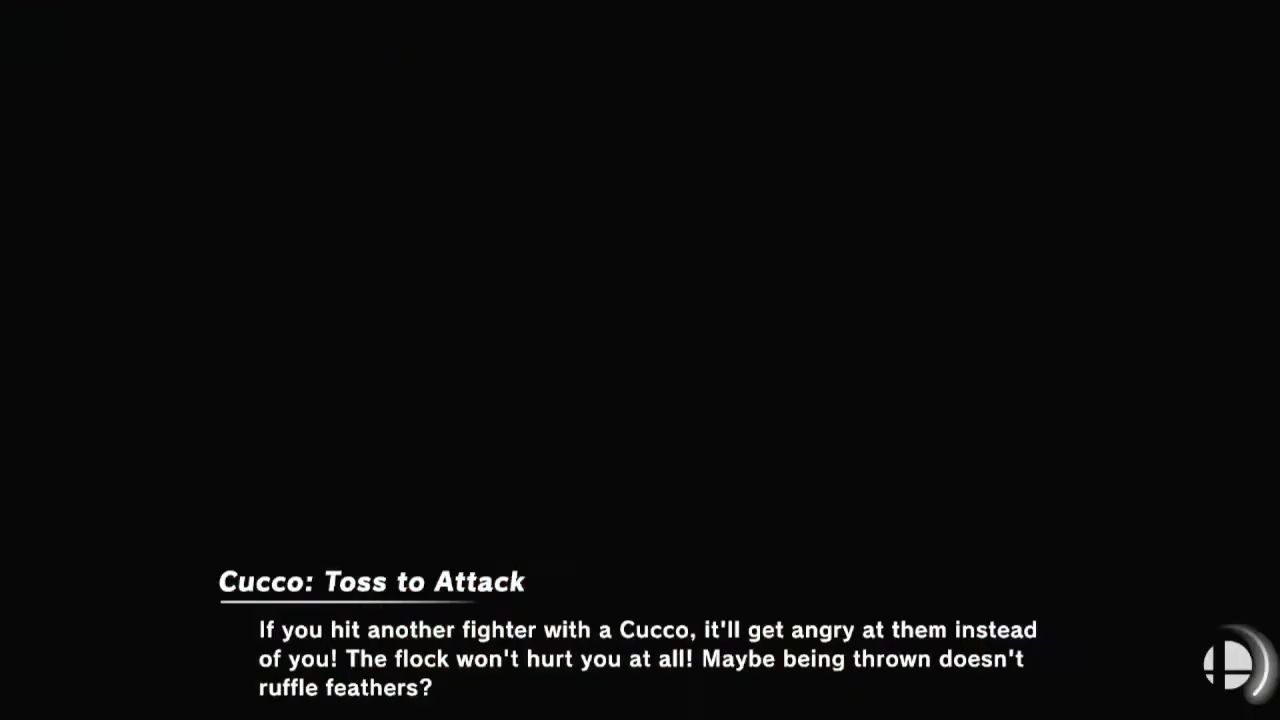 Cucco: Toss to Attack
If you hit another fighter with a Cucco, it'll get angry at them instead
of you! The flock won't hurt you at all! Maybe being thrown doesn't
ruffle feathers?